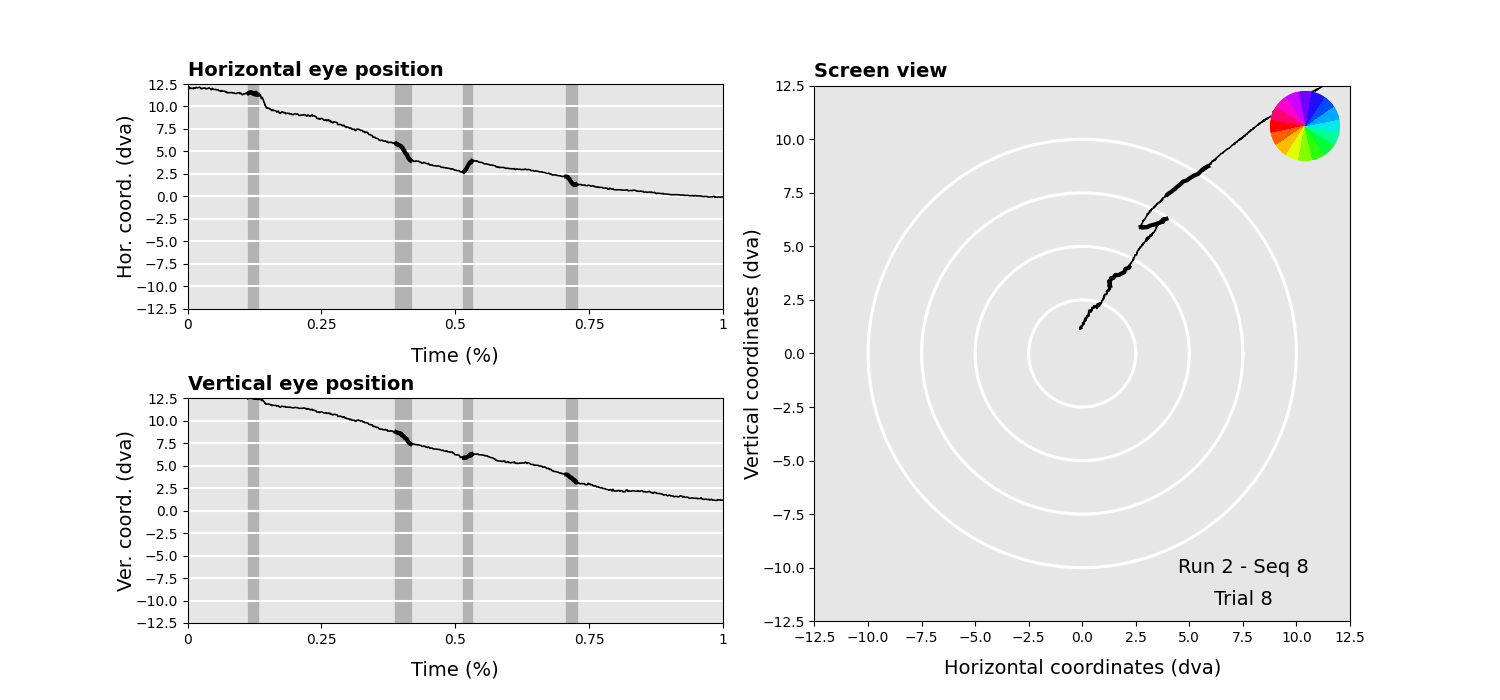 Horizontal eye position
12.5
10.0
7.5
5.0
2.5
0.0
−2.5
−5.0
−7.5
−10.0
−12.5
Hor. coord. (dva)
0 0.25 0.5 0.75 1
Time (%)
Vertical eye position
12.5
10.0
7.5
5.0
2.5
0.0
−2.5
−5.0
−7.5
−10.0
−12.5
Ver. coord. (dva)
0 0.25 0.5 0.75 1
Time (%)
Screen view
12.5
10.0
7.5
5.0
2.5
0.0
−2.5
−5.0
−7.5
−10.0
−12.5
Vertical coordinates (dva)
Run 2 - Seq 8
Trial 8
−12.5 −10.0 −7.5 −5.0 −2.5 0.0 2.5 5.0 7.5 10.0 12.5
Horizontal coordinates (dva)